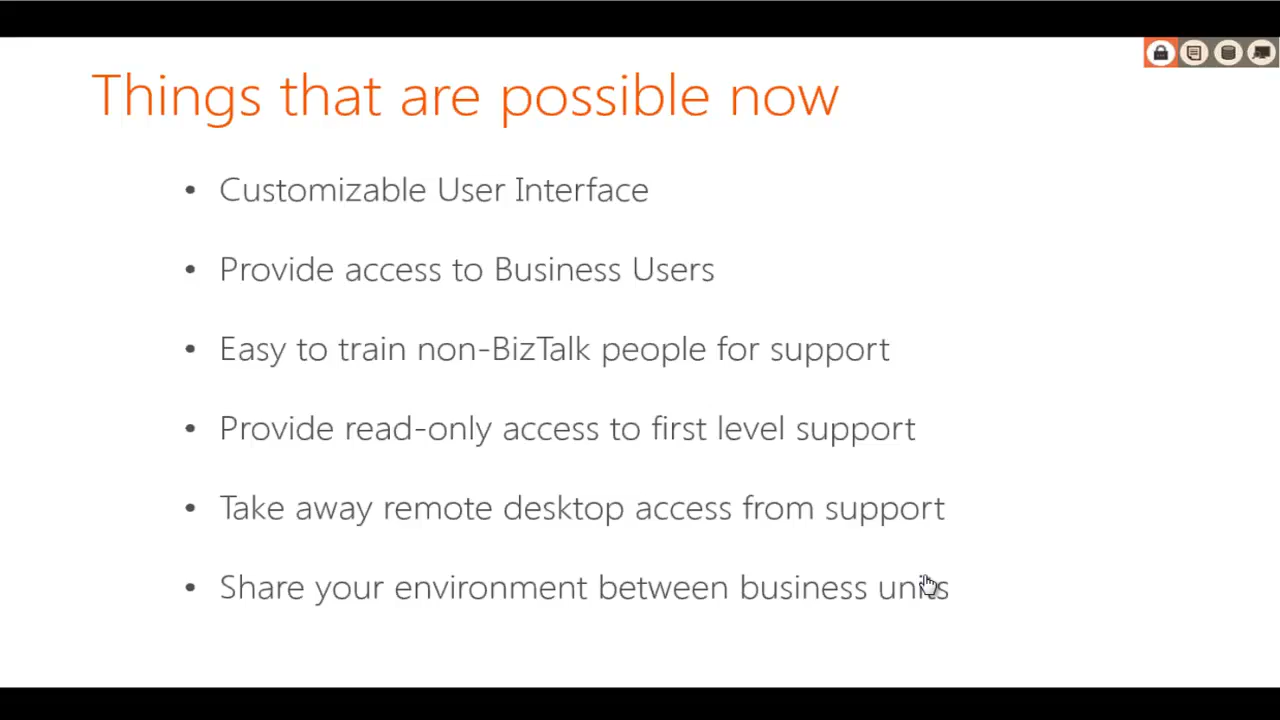 Things that are possible now
• Customizable User Interface
• Provide access to Business Users
• Easy to train non-BizTalk people for support
• Provide read-only access to first level support
• Take away remote desktop access from support
• Share your environment between business units